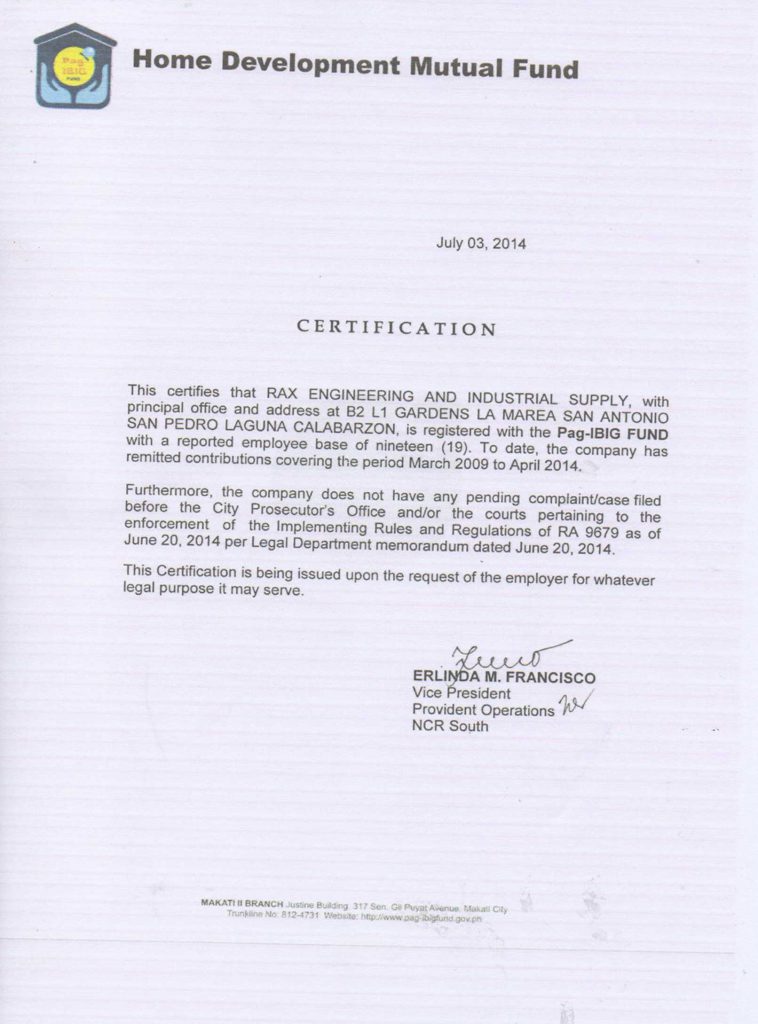 Pag-
IBIG
FUND
Home Development Mutual Fund
July 03, 2014
CERTIFICATION
This certifies that RAX ENGINEERING AND INDUSTRIAL SUPPLY, with
principal office and address at B2 L1 GARDENS LA MAREA SAN ANTONIO
SAN PEDRO LAGUNA CALABARZON, is registered with the Pag-IBIG FUND
with a reported employee base of nineteen (19). To date, the company has
remitted contributions covering the period March 2009 to April 2014.
Furthermore, the company does not have any pending complaint/case filed
before the City Prosecutor's Office and/or the courts pertaining to the
enforcement of the Implementing Rules and Regulations of RA 9679 as of
June 20, 2014 per Legal Department memorandum dated June 20, 2014.
This Certification is being issued upon the request of the employer for whatever
legal purpose it may serve.
ERLINDA M. FRANCISCO
Vice President
Provident Operations
NCR South
MAKATI II BRANCH Justine Building, 317 Sen. Gil Puyat Avenue, Makati City
Trunkline No. 812-4731 Website: http://www.pag-ibigfund.gov.ph